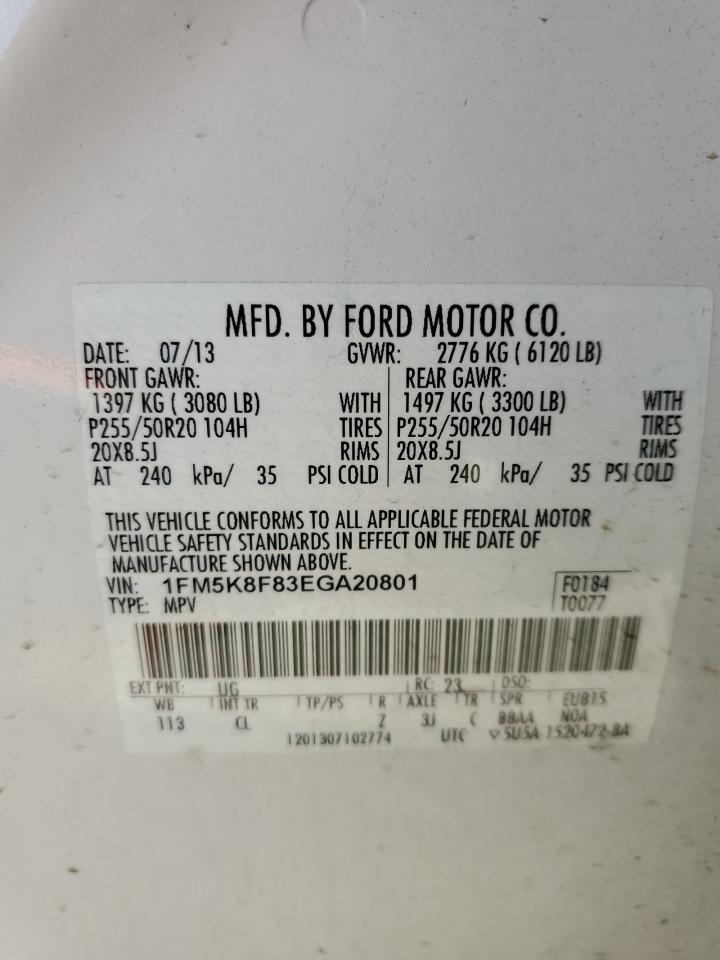 MFD. BY FORD MOTOR CO.
DATE: 07/13 GVWR: 2776 KG ( 6120 LB)
FRONT GAWR: REAR GAWR:
1397 KG ( 3080 LB) WITH 1497 KG ( 3300 LB) WITH
P255/50R20 104H TIRES P255/50R20 104H TIRES
20X8.5J RIMS 20X8.5J RIMS
AT 240 kPa/ 35 PSI COLD AT 240 kPa/ 35 PSI COLD
THIS VEHICLE CONFORMS TO ALL APPLICABLE FEDERAL MOTOR
VEHICLE SAFETY STANDARDS IN EFFECT ON THE DATE OF
MANUFACTURE SHOWN ABOVE.
VIN: 1FM5K8F83EGA20801 F0184
TYPE: MPV T0077
EXT PNT: UG RC: 23 DSO:
WB INT TR TP/PS R AXLE TR SPR EUB15
113 CL Z 3J C BBAA NOA
1201307102774 UTC ▽ 5U5A-1520472-BA